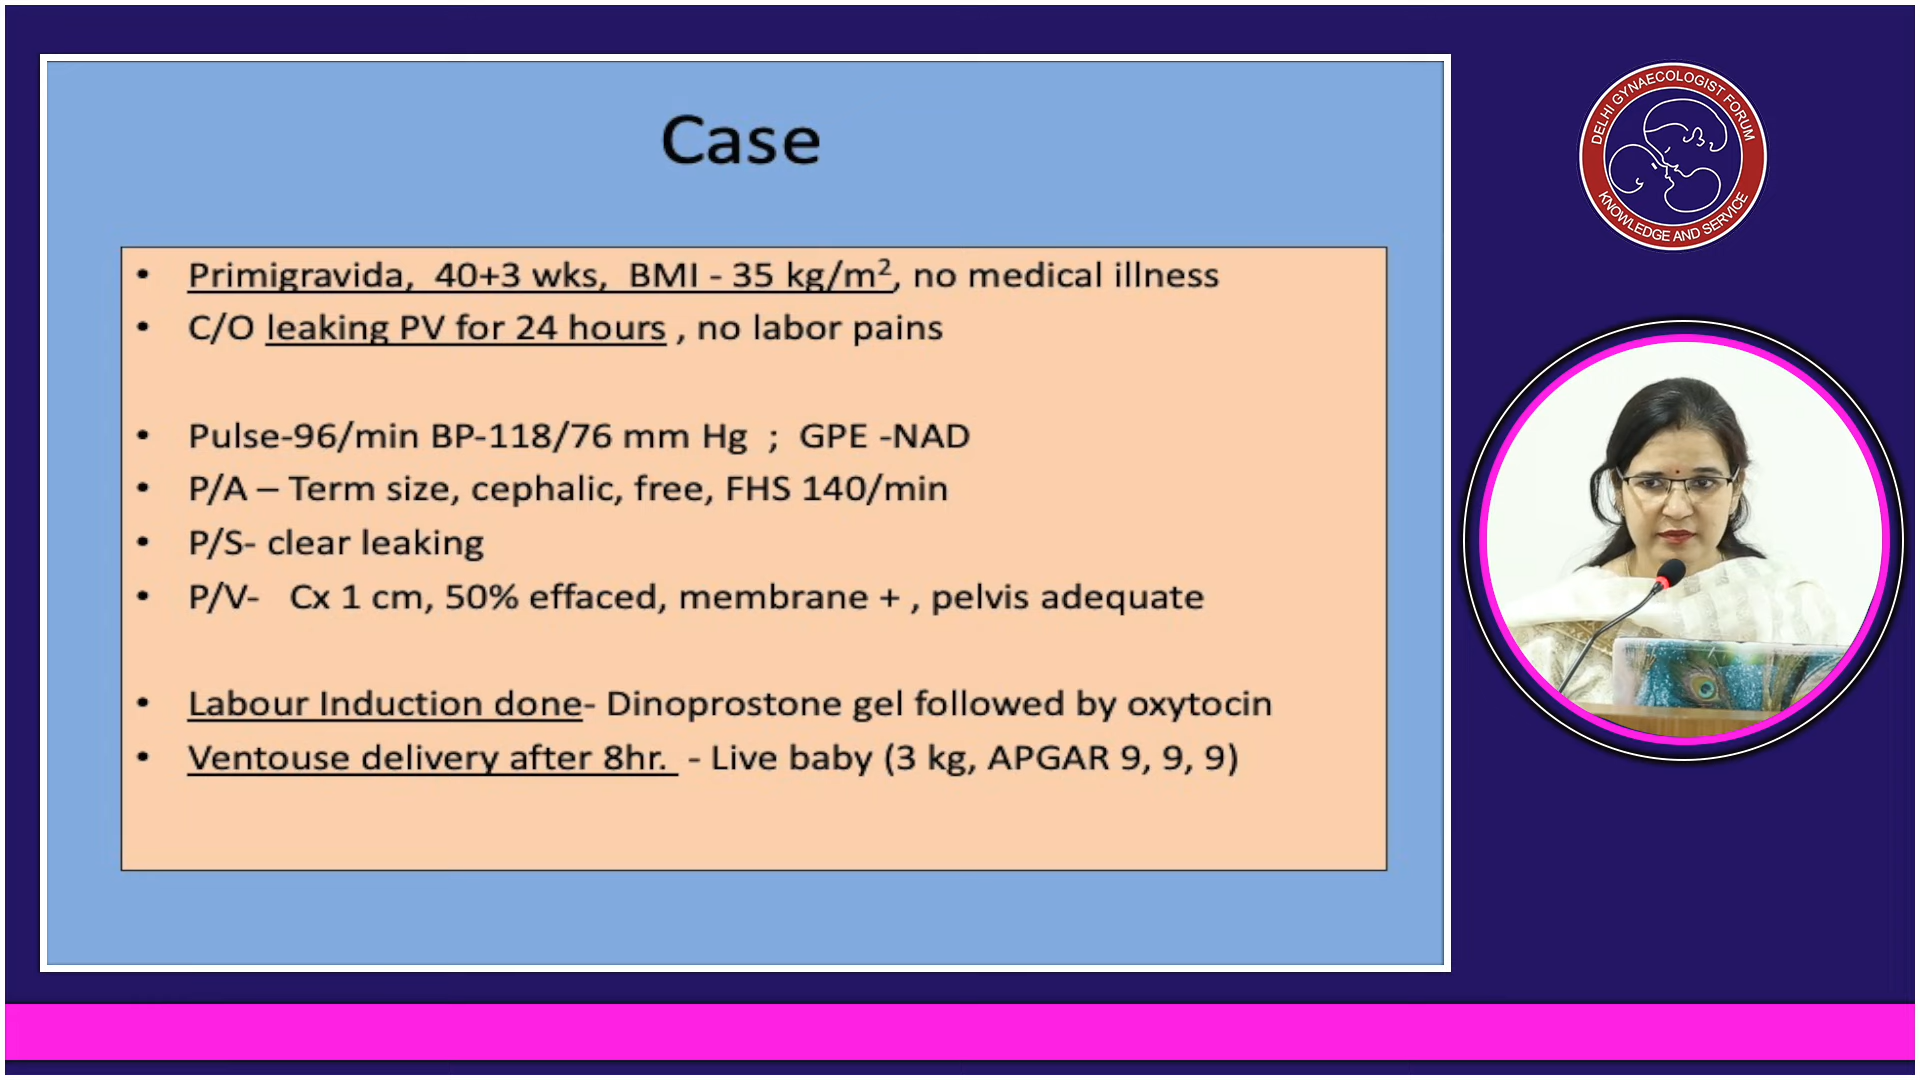 Case
• Primigravida, 40+3 wks, BMI - 35 kg/m², no medical illness
• C/O leaking PV for 24 hours , no labor pains
• Pulse-96/min BP-118/76 mm Hg ; GPE -NAD
• P/A – Term size, cephalic, free, FHS 140/min
• P/S- clear leaking
• P/V- Cx 1 cm, 50% effaced, membrane + , pelvis adequate
• Labour Induction done- Dinoprostone gel followed by oxytocin
• Ventouse delivery after 8hr. - Live baby (3 kg, APGAR 9, 9, 9)
DELHI GYNAECOLOGIST FORUM
KNOWLEDGE AND SERVICE